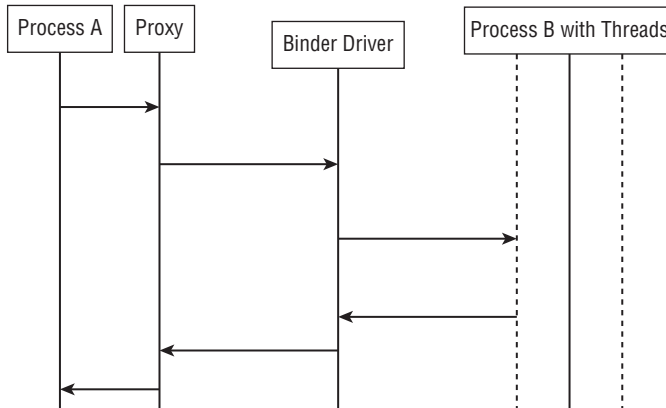 Process A
Proxy
Binder Driver
Process B with Threads